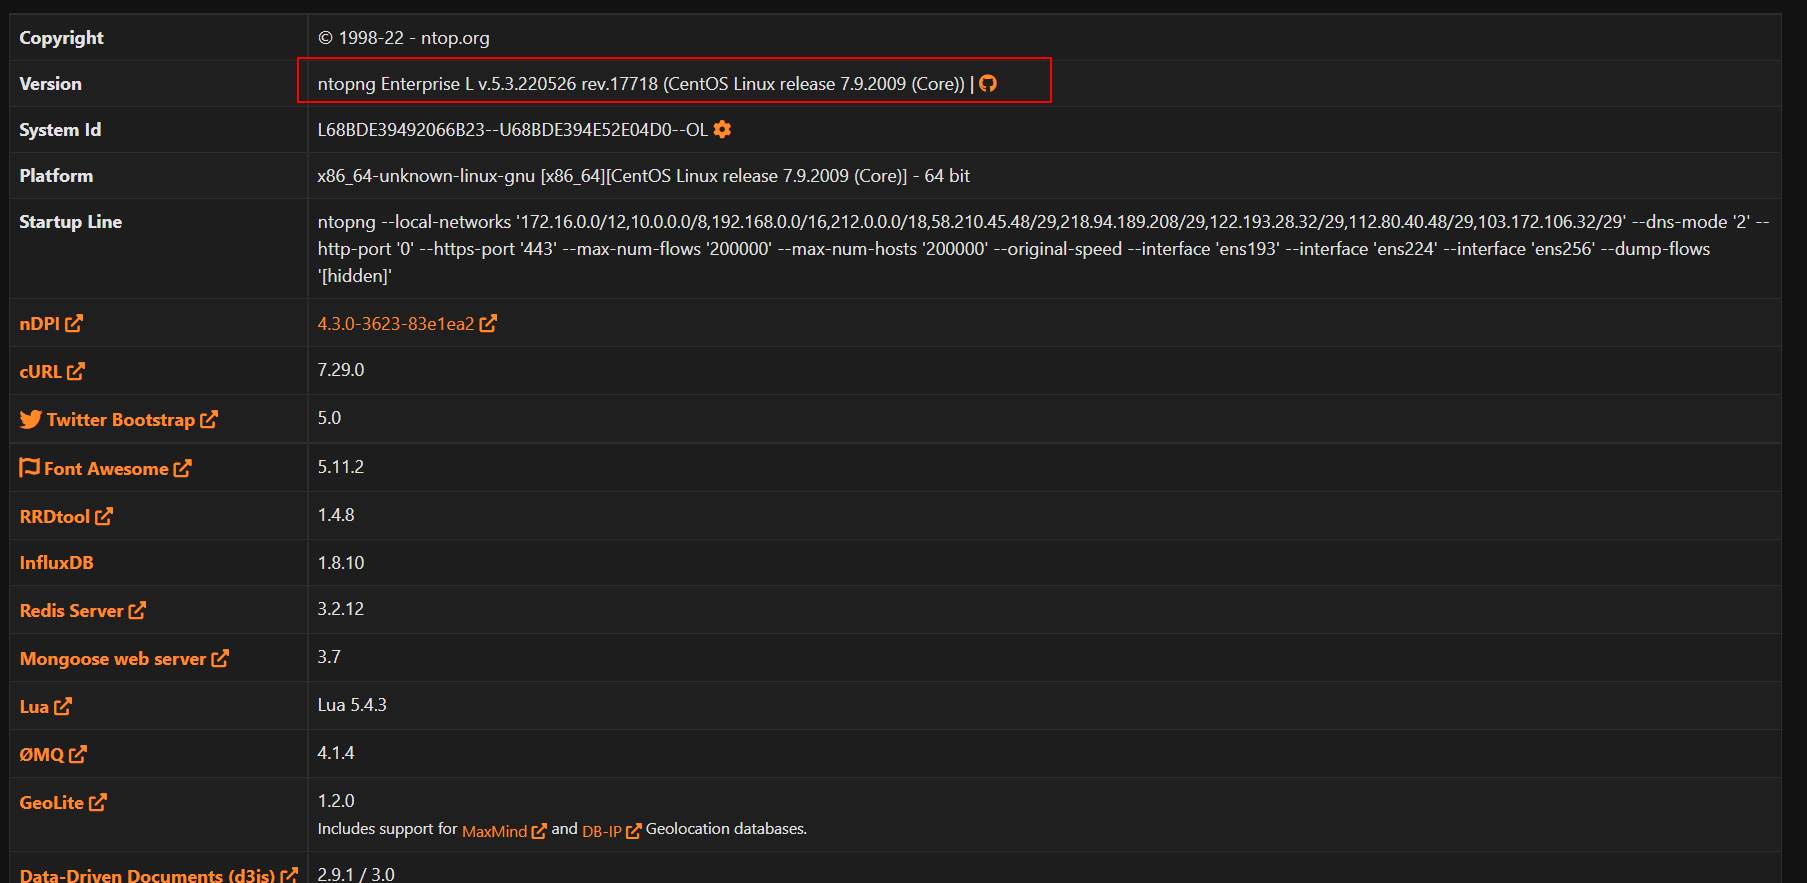 Copyright © 1998-22 - ntop.org
Version ntopng Enterprise L v.5.3.220526 rev.17718 (CentOS Linux release 7.9.2009 (Core)) |
System Id L68BDE39492066B23--U68BDE394E52E04D0--OL
Platform x86_64-unknown-linux-gnu [x86_64][CentOS Linux release 7.9.2009 (Core)] - 64 bit
Startup Line ntopng --local-networks '172.16.0.0/12,10.0.0.0/8,192.168.0.0/16,212.0.0.0/18,58.210.45.48/29,218.94.189.208/29,122.193.28.32/29,112.80.40.48/29,103.172.106.32/29' --dns-mode '2' --
http-port '0' --https-port '443' --max-num-flows '200000' --max-num-hosts '200000' --original-speed --interface 'ens193' --interface 'ens224' --interface 'ens256' --dump-flows
'[hidden]'
nDPI 4.3.0-3623-83e1ea2
cURL 7.29.0
Twitter Bootstrap 5.0
Font Awesome 5.11.2
RRDtool 1.4.8
InfluxDB 1.8.10
Redis Server 3.2.12
Mongoose web server 3.7
Lua Lua 5.4.3
ØMQ 4.1.4
GeoLite 1.2.0
Includes support for MaxMind and DB-IP Geolocation databases.
Data-Driven Documents (d3js) 2.9.1 / 3.0